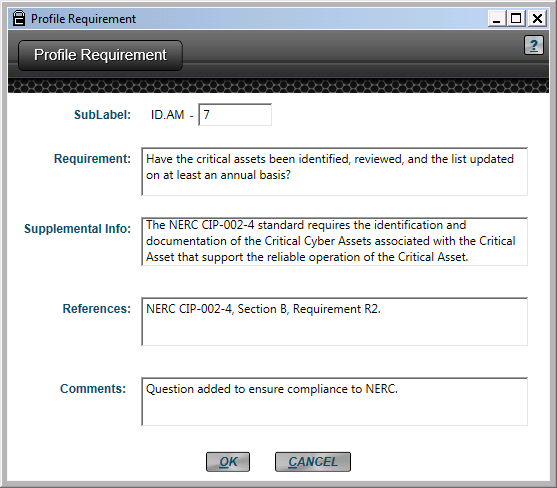 Profile Requirement
?
Profile Requirement
SubLabel: ID.AM - 7
Requirement: Have the critical assets been identified, reviewed, and the list updated
on at least an annual basis?
Supplemental Info: The NERC CIP-002-4 standard requires the identification and
documentation of the Critical Cyber Assets associated with the Critical
Asset that support the reliable operation of the Critical Asset.
References: NERC CIP-002-4, Section B, Requirement R2.
Comments: Question added to ensure compliance to NERC.
OK CANCEL